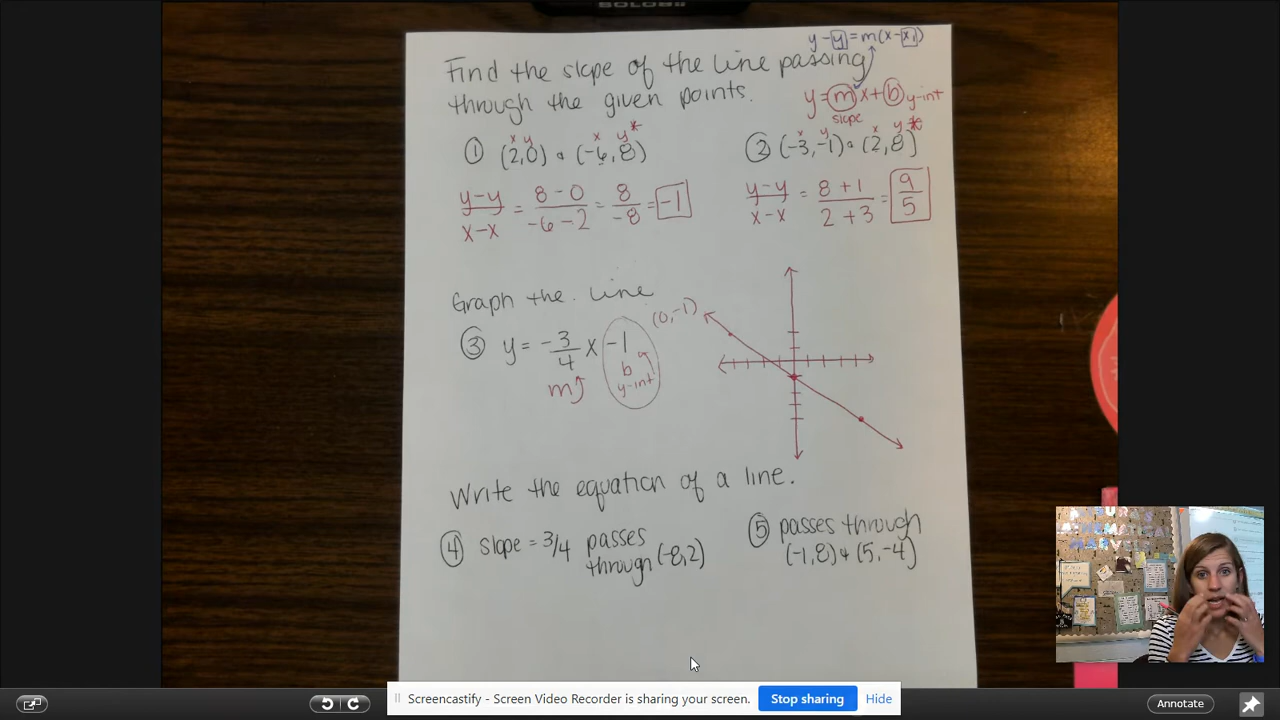 SOLOBII
y - y = m(x - x₁)
Find the slope of the line passing
through the given points.
y = mx + b y-int
slope
x y x y*
① (2,0) & (-6,8)
y-y/x-x = 8-0/-6-2 = 8/-8 = -1
x y x y*
② (-3,-1) & (2,8)
y-y/x-x = 8+1/2+3 = 9/5
Graph the line
(0,-1)
③ y = -3/4 x -1
m
b
y-int
Write the equation of a line.
④ slope = 3/4 passes
through (-8,2)
⑤ passes through
(-1,8) & (5,-4)
Screencastify - Screen Video Recorder is sharing your screen.
Stop sharing
Hide
Annotate